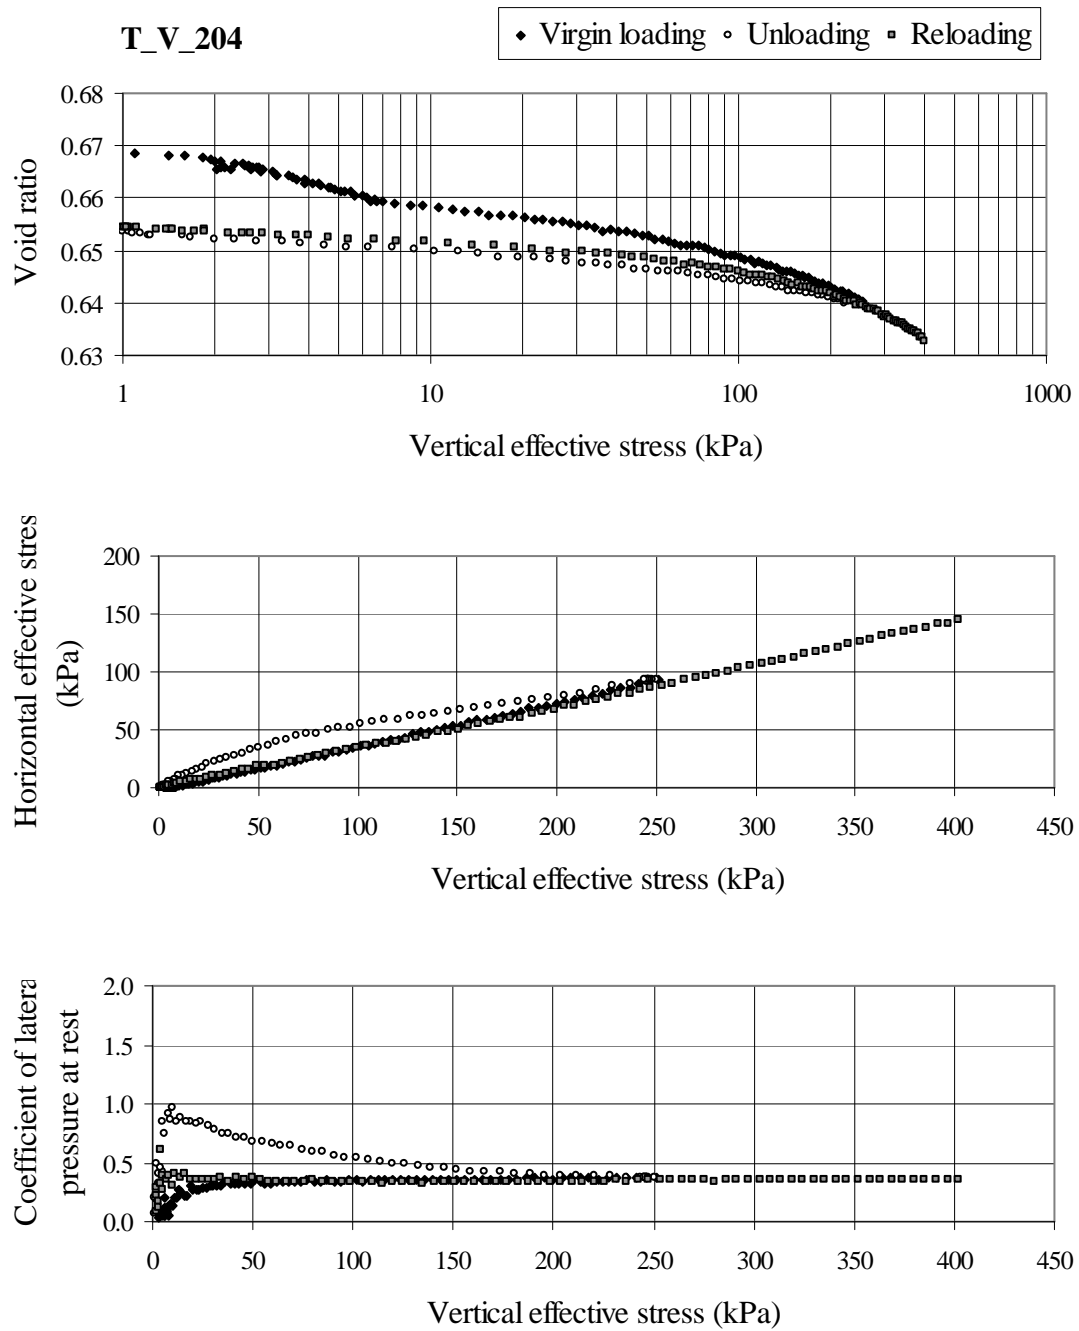 T_V_204
Virgin loading Unloading Reloading
0.68
0.67
0.66
0.65
0.64
0.63
Void ratio
1 10 100 1000
Vertical effective stress (kPa)
Horizontal effective stres
(kPa)
200
150
100
50
0
0 50 100 150 200 250 300 350 400 450
Vertical effective stress (kPa)
Coefficient of latera
pressure at rest
2.0
1.5
1.0
0.5
0.0
0 50 100 150 200 250 300 350 400 450
Vertical effective stress (kPa)